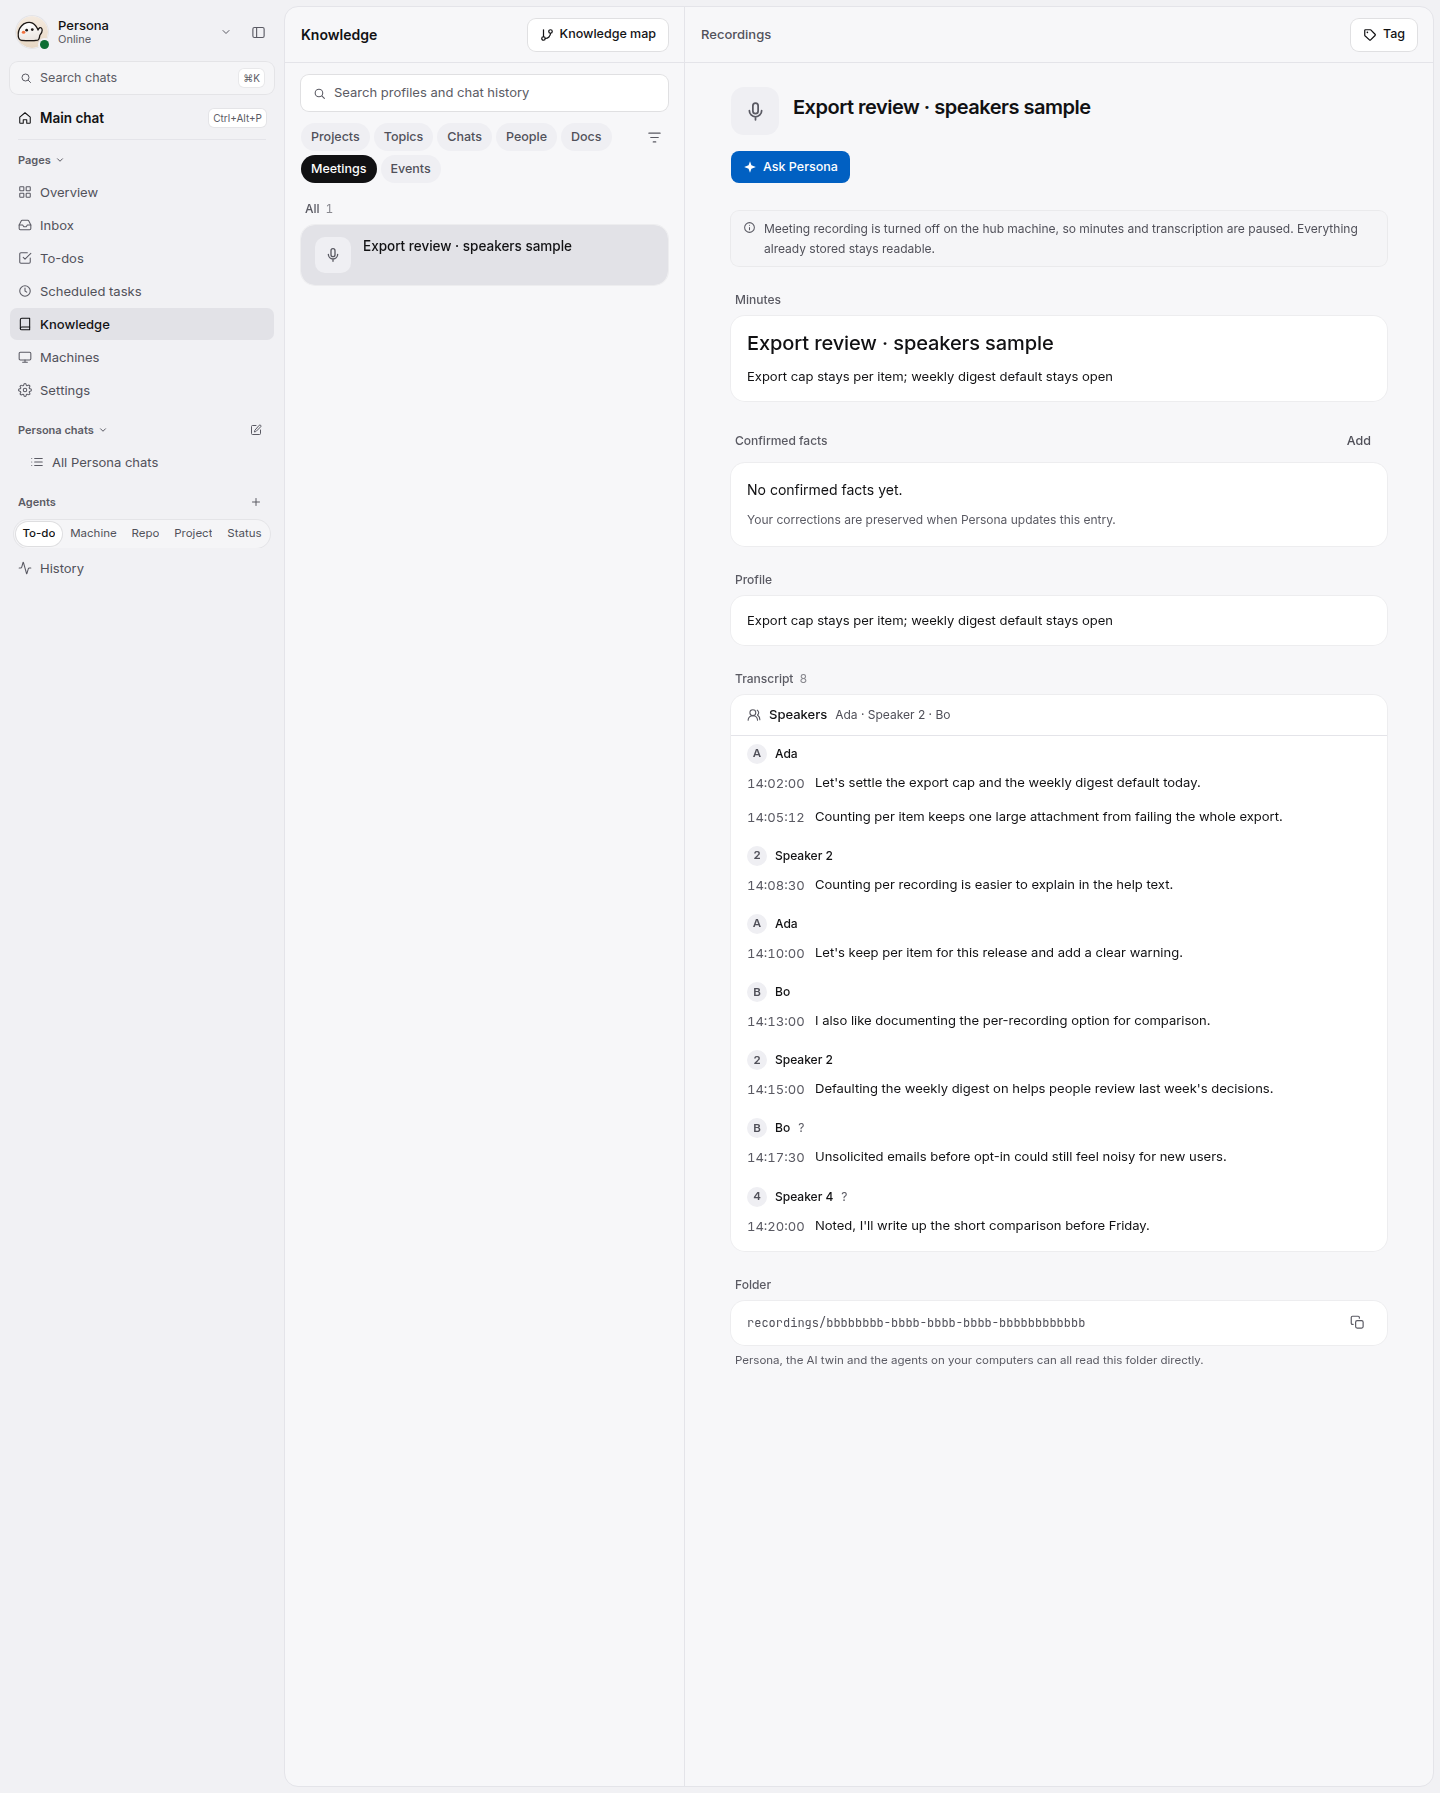 Persona
Online
Search chats
⌘K
Main chat
Ctrl+Alt+P
Pages
Overview
Inbox
To-dos
Scheduled tasks
Knowledge
Machines
Settings
Persona chats
All Persona chats
Agents
To-do
Machine
Repo
Project
Status
History
Knowledge
Knowledge map
Search profiles and chat history
Projects
Topics
Chats
People
Docs
Meetings
Events
All 1
Export review · speakers sample
Recordings
Tag
Export review · speakers sample
Ask Persona
Meeting recording is turned off on the hub machine, so minutes and transcription are paused. Everything
already stored stays readable.
Minutes
Export review · speakers sample
Export cap stays per item; weekly digest default stays open
Confirmed facts
Add
No confirmed facts yet.
Your corrections are preserved when Persona updates this entry.
Profile
Export cap stays per item; weekly digest default stays open
Transcript 8
Speakers Ada · Speaker 2 · Bo
A Ada
14:02:00 Let's settle the export cap and the weekly digest default today.
14:05:12 Counting per item keeps one large attachment from failing the whole export.
2 Speaker 2
14:08:30 Counting per recording is easier to explain in the help text.
A Ada
14:10:00 Let's keep per item for this release and add a clear warning.
B Bo
14:13:00 I also like documenting the per-recording option for comparison.
2 Speaker 2
14:15:00 Defaulting the weekly digest on helps people review last week's decisions.
B Bo ?
14:17:30 Unsolicited emails before opt-in could still feel noisy for new users.
4 Speaker 4 ?
14:20:00 Noted, I'll write up the short comparison before Friday.
Folder
recordings/bbbbbbbb-bbbb-bbbb-bbbb-bbbbbbbbbbbb
Persona, the AI twin and the agents on your computers can all read this folder directly.